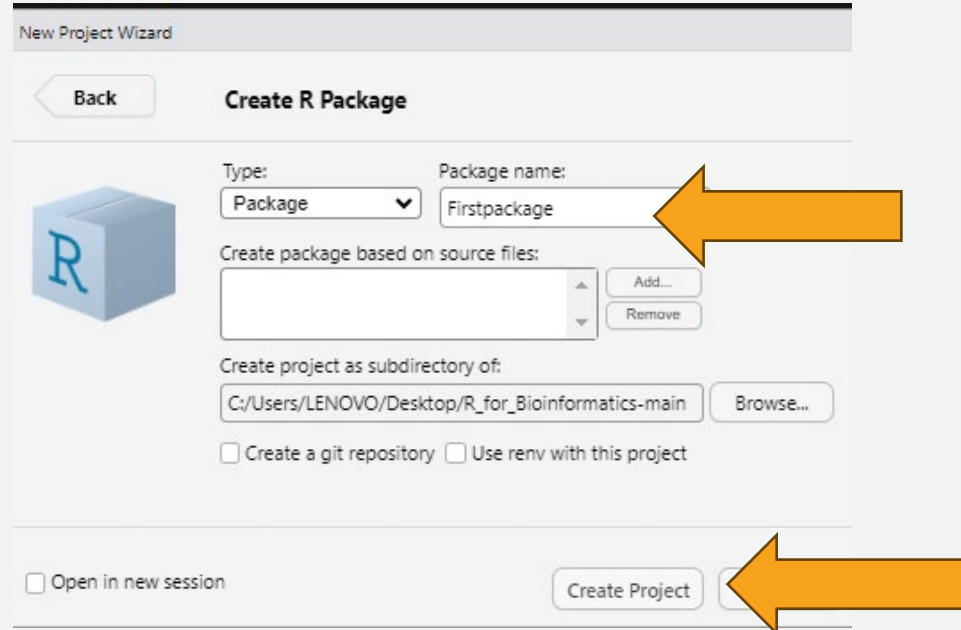 New Project Wizard
Back
Create R Package
Type:
Package name:
Package
Firstpackage
R
Create package based on source files:
Add...
Remove
Create project as subdirectory of:
C:/Users/LENOVO/Desktop/R_for_Bioinformatics-main
Browse...
Create a git repository
Use renv with this project
Open in new session
Create Project